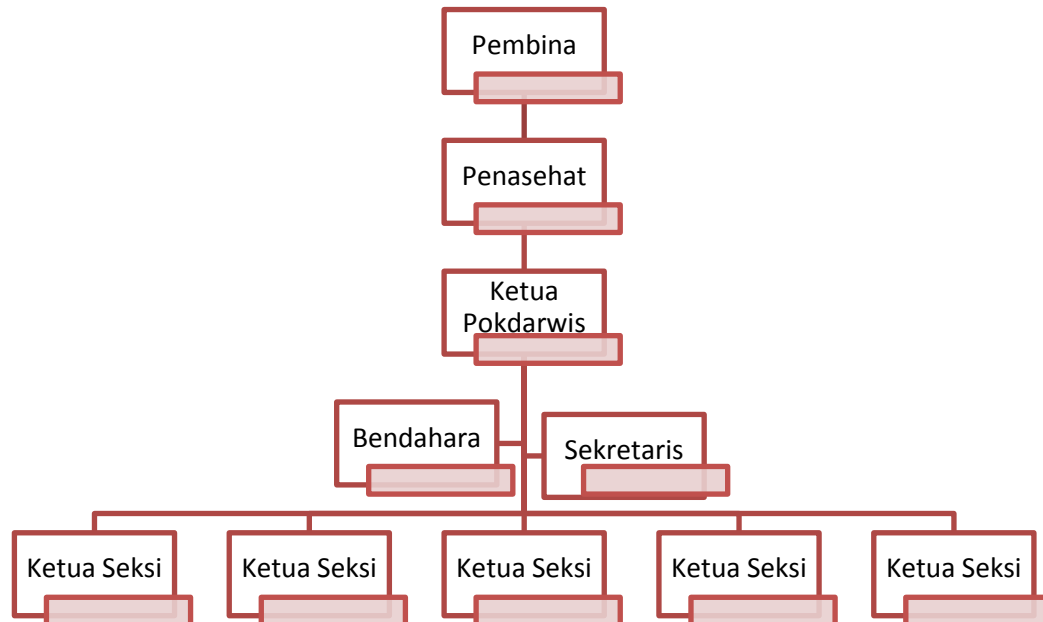 Pembina
Penasehat
Ketua
Pokdarwis
Bendahara
Sekretaris
Ketua Seksi
Ketua Seksi
Ketua Seksi
Ketua Seksi
Ketua Seksi